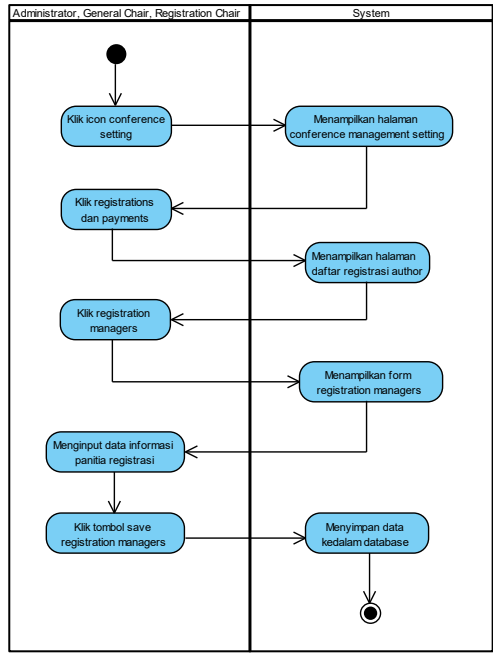 Administrator, General Chair, Registration Chair
System
Klik icon conference
setting
Menampilkan halaman
conference management setting
Klik registrations
dan payments
Menampilkan halaman
daftar registrasi author
Klik registration
managers
Menampilkan form
registration managers
Menginput data informasi
panitia registrasi
Klik tombol save
registration managers
Menyimpan data
kedalam database